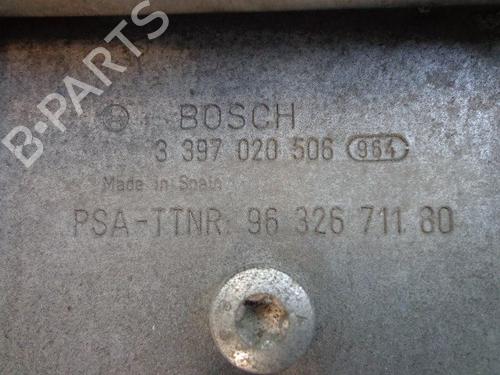 B-PARTS
BOSCH
3 397 020 506 964
Made in Spain
PSA-TTNR: 96 326 711 80